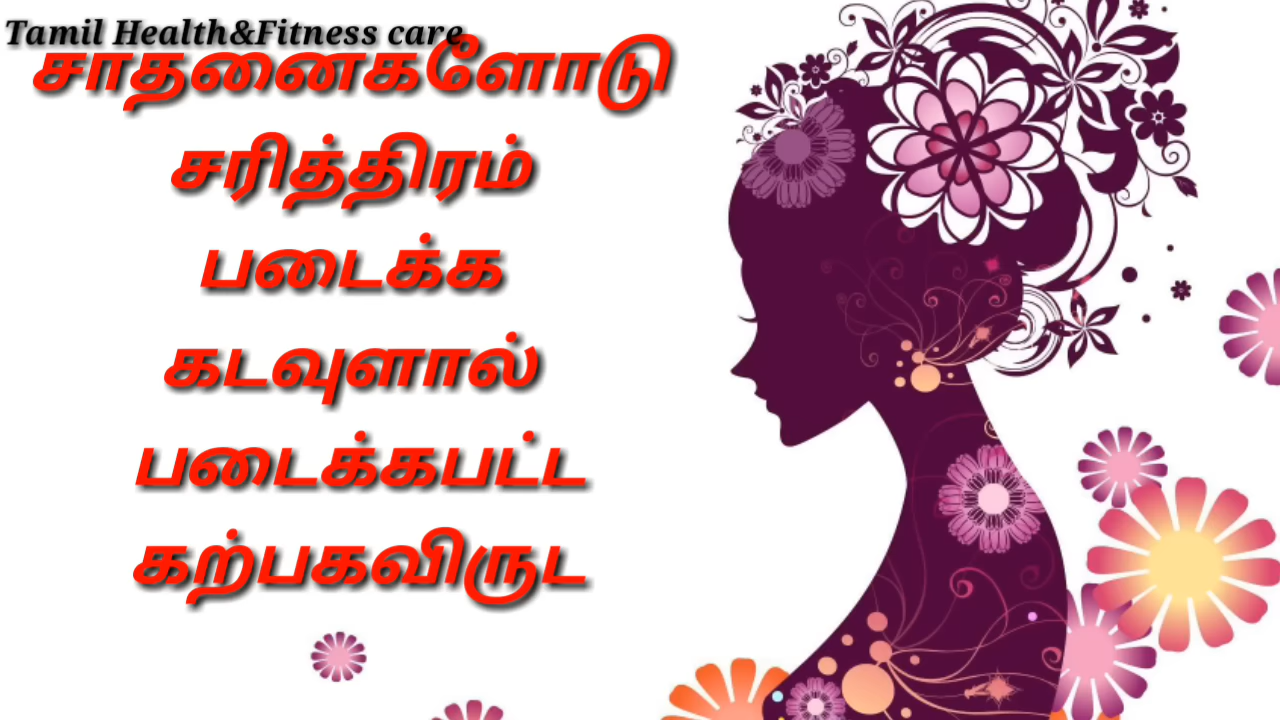 Tamil Health&Fitness care
சாதனைகளோடு
சரித்திரம்
படைக்க
கடவுளால்
படைக்கபட்ட
கற்பகவிருட